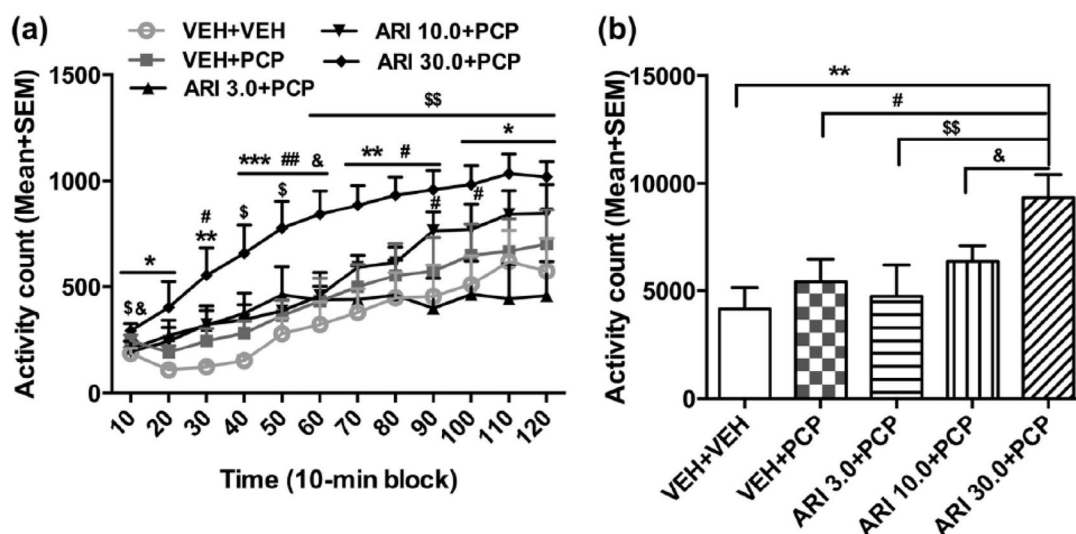 (a)
VEH+VEH
VEH+PCP
ARI 3.0+PCP
ARI 10.0+PCP
ARI 30.0+PCP
Activity count (Mean+SEM)
1500
1000
500
0
$$
*
*** ## &
** #
$
$
#
**
*
$ &
#
#
10
20
30
40
50
60
70
80
90
100
110
120
Time (10-min block)
(b)
Activity count (Mean+SEM)
15000
10000
5000
0
**
#
$$
&
VEH+VEH
VEH+PCP
ARI 3.0+PCP
ARI 10.0+PCP
ARI 30.0+PCP